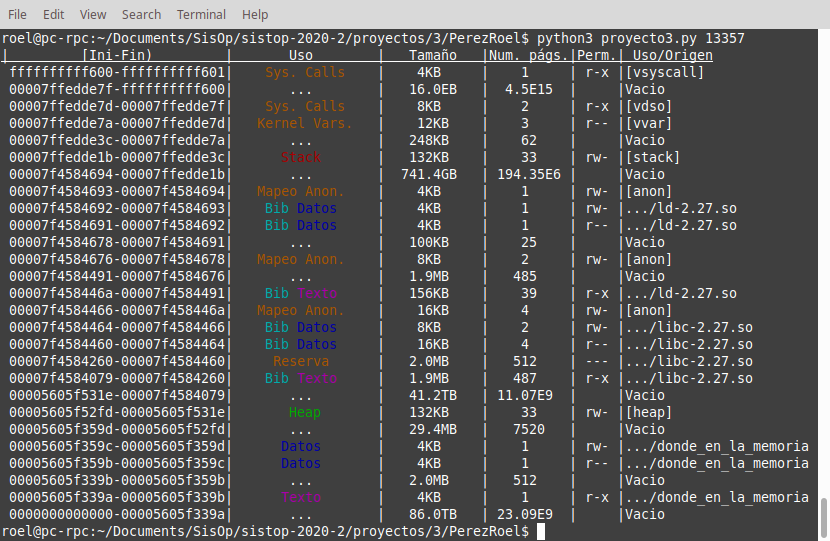 File Edit View Search Terminal Help
roel@pc-rpc:~/Documents/SisOp/sistop-2020-2/proyectos/3/PerezRoel$ python3 proyecto3.py 13357
| [Ini-Fin) | Uso | Tamaño |Num. págs.|Perm.| Uso/Origen
ffffffffff600-ffffffffff601| Sys. Calls | 4KB | 1 | r-x |[vsyscall]
00007ffedde7f-ffffffffff600| ... | 16.0EB | 4.5E15 | |Vacio
00007ffedde7d-00007ffedde7f| Sys. Calls | 8KB | 2 | r-x |[vdso]
00007ffedde7a-00007ffedde7d| Kernel Vars. | 12KB | 3 | r-- |[vvar]
00007ffedde3c-00007ffedde7a| ... | 248KB | 62 | |Vacio
00007ffedde1b-00007ffedde3c| Stack | 132KB | 33 | rw- |[stack]
00007f4584694-00007ffedde1b| ... | 741.4GB | 194.35E6 | |Vacio
00007f4584693-00007f4584694| Mapeo Anon. | 4KB | 1 | rw- |[anon]
00007f4584692-00007f4584693| Bib Datos | 4KB | 1 | rw- |.../ld-2.27.so
00007f4584691-00007f4584692| Bib Datos | 4KB | 1 | r-- |.../ld-2.27.so
00007f4584678-00007f4584691| ... | 100KB | 25 | |Vacio
00007f4584676-00007f4584678| Mapeo Anon. | 8KB | 2 | rw- |[anon]
00007f4584491-00007f4584676| ... | 1.9MB | 485 | |Vacio
00007f458446a-00007f4584491| Bib Texto | 156KB | 39 | r-x |.../ld-2.27.so
00007f4584466-00007f458446a| Mapeo Anon. | 16KB | 4 | rw- |[anon]
00007f4584464-00007f4584466| Bib Datos | 8KB | 2 | rw- |.../libc-2.27.so
00007f4584460-00007f4584464| Bib Datos | 16KB | 4 | r-- |.../libc-2.27.so
00007f4584260-00007f4584460| Reserva | 2.0MB | 512 | --- |.../libc-2.27.so
00007f4584079-00007f4584260| Bib Texto | 1.9MB | 487 | r-x |.../libc-2.27.so
00005605f531e-00007f4584079| ... | 41.2TB | 11.07E9 | |Vacio
00005605f52fd-00005605f531e| Heap | 132KB | 33 | rw- |[heap]
00005605f359d-00005605f52fd| ... | 29.4MB | 7520 | |Vacio
00005605f359c-00005605f359d| Datos | 4KB | 1 | rw- |.../donde_en_la_memoria
00005605f359b-00005605f359c| Datos | 4KB | 1 | r-- |.../donde_en_la_memoria
00005605f339b-00005605f359b| ... | 2.0MB | 512 | |Vacio
00005605f339a-00005605f339b| Texto | 4KB | 1 | r-x |.../donde_en_la_memoria
0000000000000-00005605f339a| ... | 86.0TB | 23.09E9 | |Vacio
roel@pc-rpc:~/Documents/SisOp/sistop-2020-2/proyectos/3/PerezRoel$